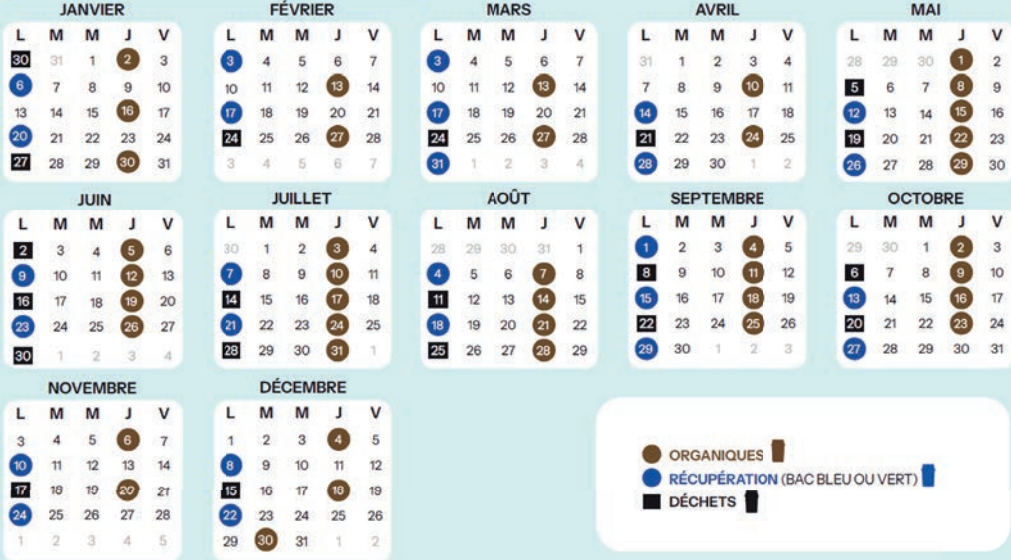 JANVIER
L M M J V
30 31 1 2 3
6 7 8 9 10
13 14 15 16 17
20 21 22 23 24
27 28 29 30 31
FÉVRIER
L M M J V
3 4 5 6 7
10 11 12 13 14
17 18 19 20 21
24 25 26 27 28
3 4 5 6 7
MARS
L M M J V
3 4 5 6 7
10 11 12 13 14
17 18 19 20 21
24 25 26 27 28
31 1 2 3 4
AVRIL
L M M J V
31 1 2 3 4
7 8 9 10 11
14 15 16 17 18
21 22 23 24 25
28 29 30 1 2
MAI
L M M J V
28 29 30 1 2
5 6 7 8 9
12 13 14 15 16
19 20 21 22 23
26 27 28 29 30
JUIN
L M M J V
2 3 4 5 6
9 10 11 12 13
16 17 18 19 20
23 24 25 26 27
30 1 2 3 4
JUILLET
L M M J V
30 1 2 3 4
7 8 9 10 11
14 15 16 17 18
21 22 23 24 25
28 29 30 31 1
AOÛT
L M M J V
28 29 30 31 1
4 5 6 7 8
11 12 13 14 15
18 19 20 21 22
25 26 27 28 29
SEPTEMBRE
L M M J V
1 2 3 4 5
8 9 10 11 12
15 16 17 18 19
22 23 24 25 26
29 30 1 2 3
OCTOBRE
L M M J V
29 30 1 2 3
6 7 8 9 10
13 14 15 16 17
20 21 22 23 24
27 28 29 30 31
NOVEMBRE
L M M J V
3 4 5 6 7
10 11 12 13 14
17 18 19 20 21
24 25 26 27 28
1 2 3 4 5
DÉCEMBRE
L M M J V
1 2 3 4 5
8 9 10 11 12
15 16 17 18 19
22 23 24 25 26
29 30 31 1 2
ORGANIQUES
RÉCUPÉRATION (BAC BLEU OU VERT)
DÉCHETS